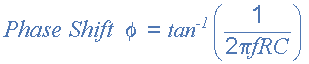 Phase Shift ϕ = tan⁻¹ (1 / 2πfRC)